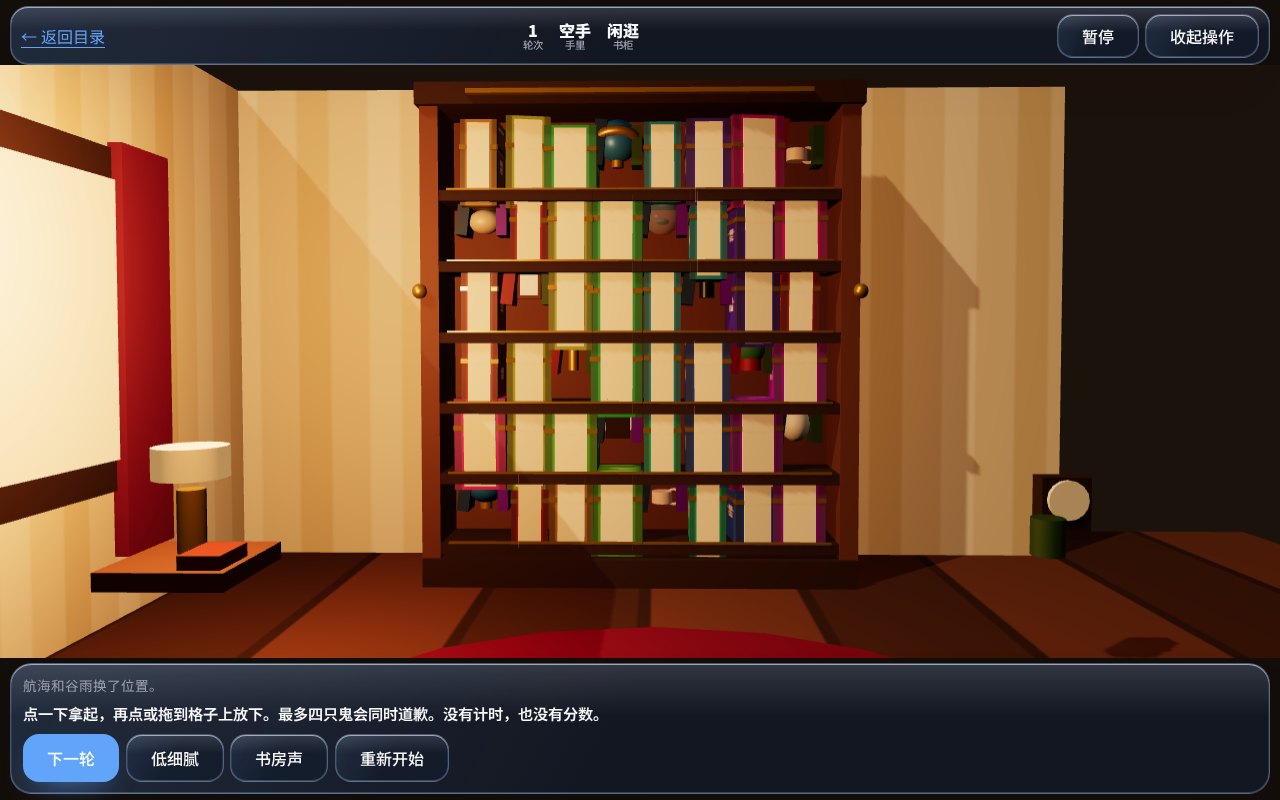 ← 返回目录
1 空手 闲逛
轮次 手里 书柜
暂停
收起操作
航海和谷雨换了位置。
点一下拿起，再点或拖到格子上放下。最多四只鬼会同时道歉。没有计时，也没有分数。
下一轮
低细腻
书房声
重新开始